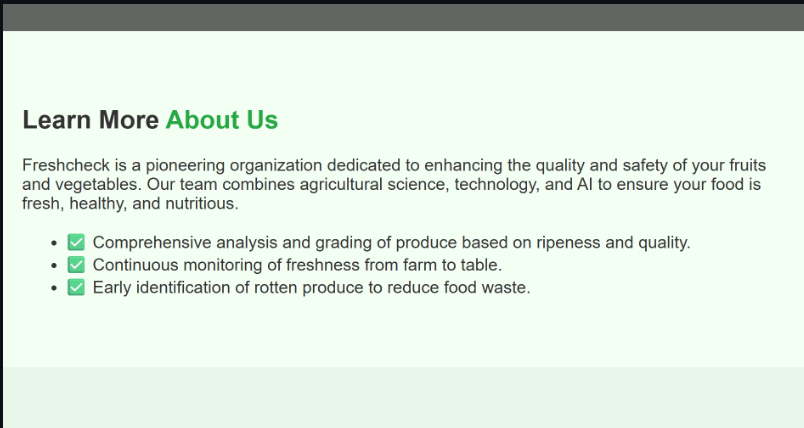 Learn More About Us
Freshcheck is a pioneering organization dedicated to enhancing the quality and safety of your fruits
and vegetables. Our team combines agricultural science, technology, and AI to ensure your food is
fresh, healthy, and nutritious.
• ✅ Comprehensive analysis and grading of produce based on ripeness and quality.
• ✅ Continuous monitoring of freshness from farm to table.
• ✅ Early identification of rotten produce to reduce food waste.